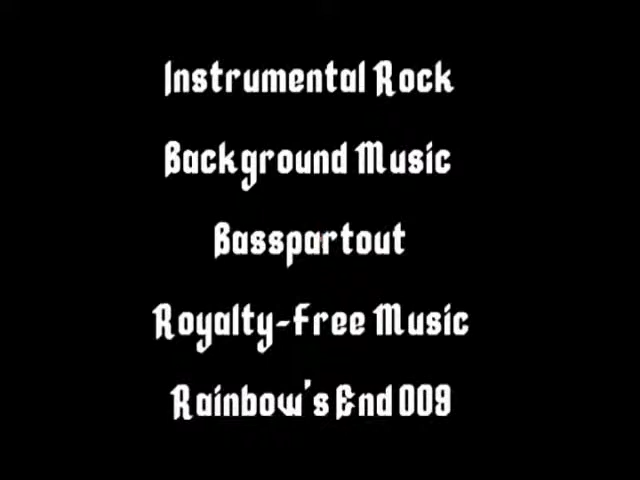 Instrumental Rock
Background Music
Basspartout
Royalty-Free Music
Rainbow's End 009